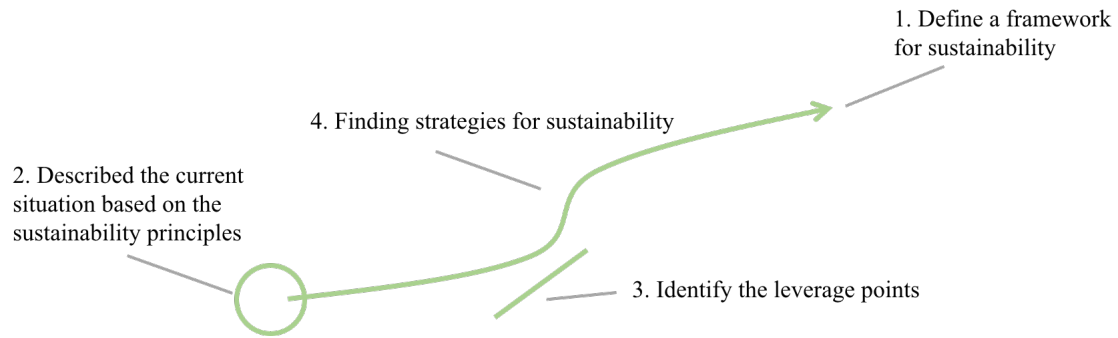 1. Define a framework
for sustainability
4. Finding strategies for sustainability
2. Described the current
situation based on the
sustainability principles
3. Identify the leverage points